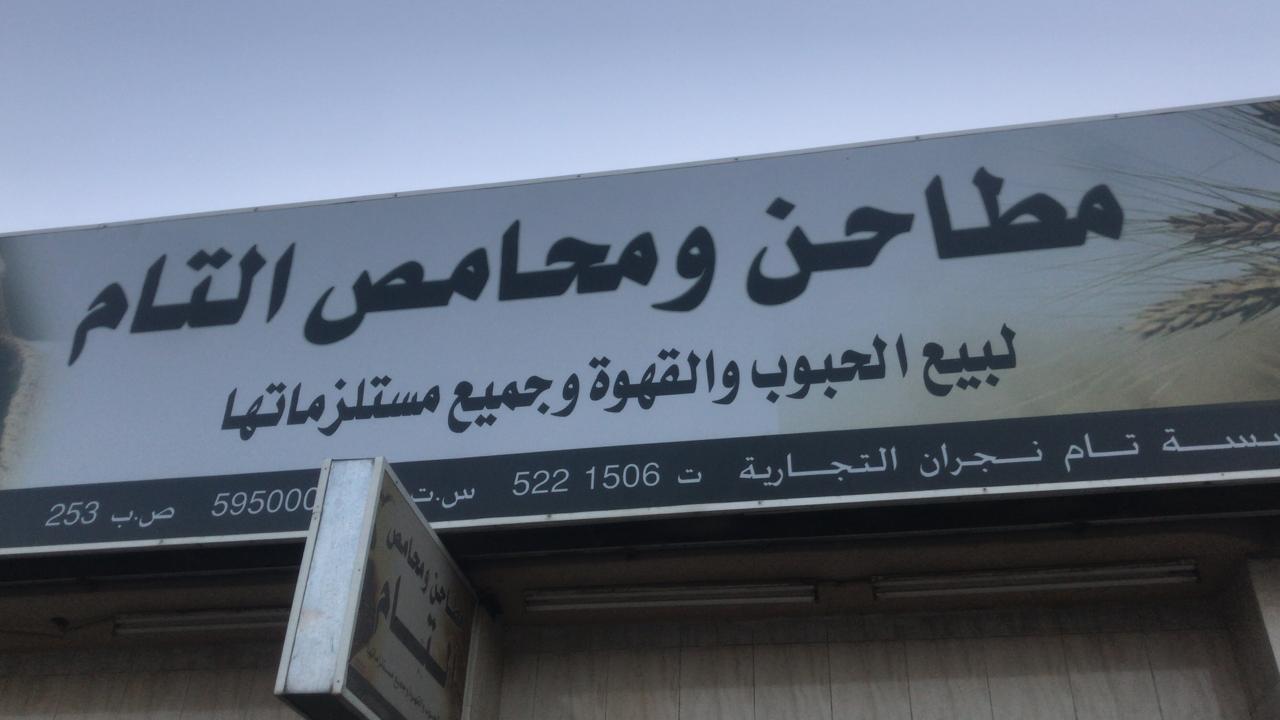 مطاحن ومحامص التام
لبيع الحبوب والقهوة وجميع مستلزماتها
تام نجران التجارية ت 522 1506 س.ت 595000 ص.ب 253
مطاحن ومحامص
التام